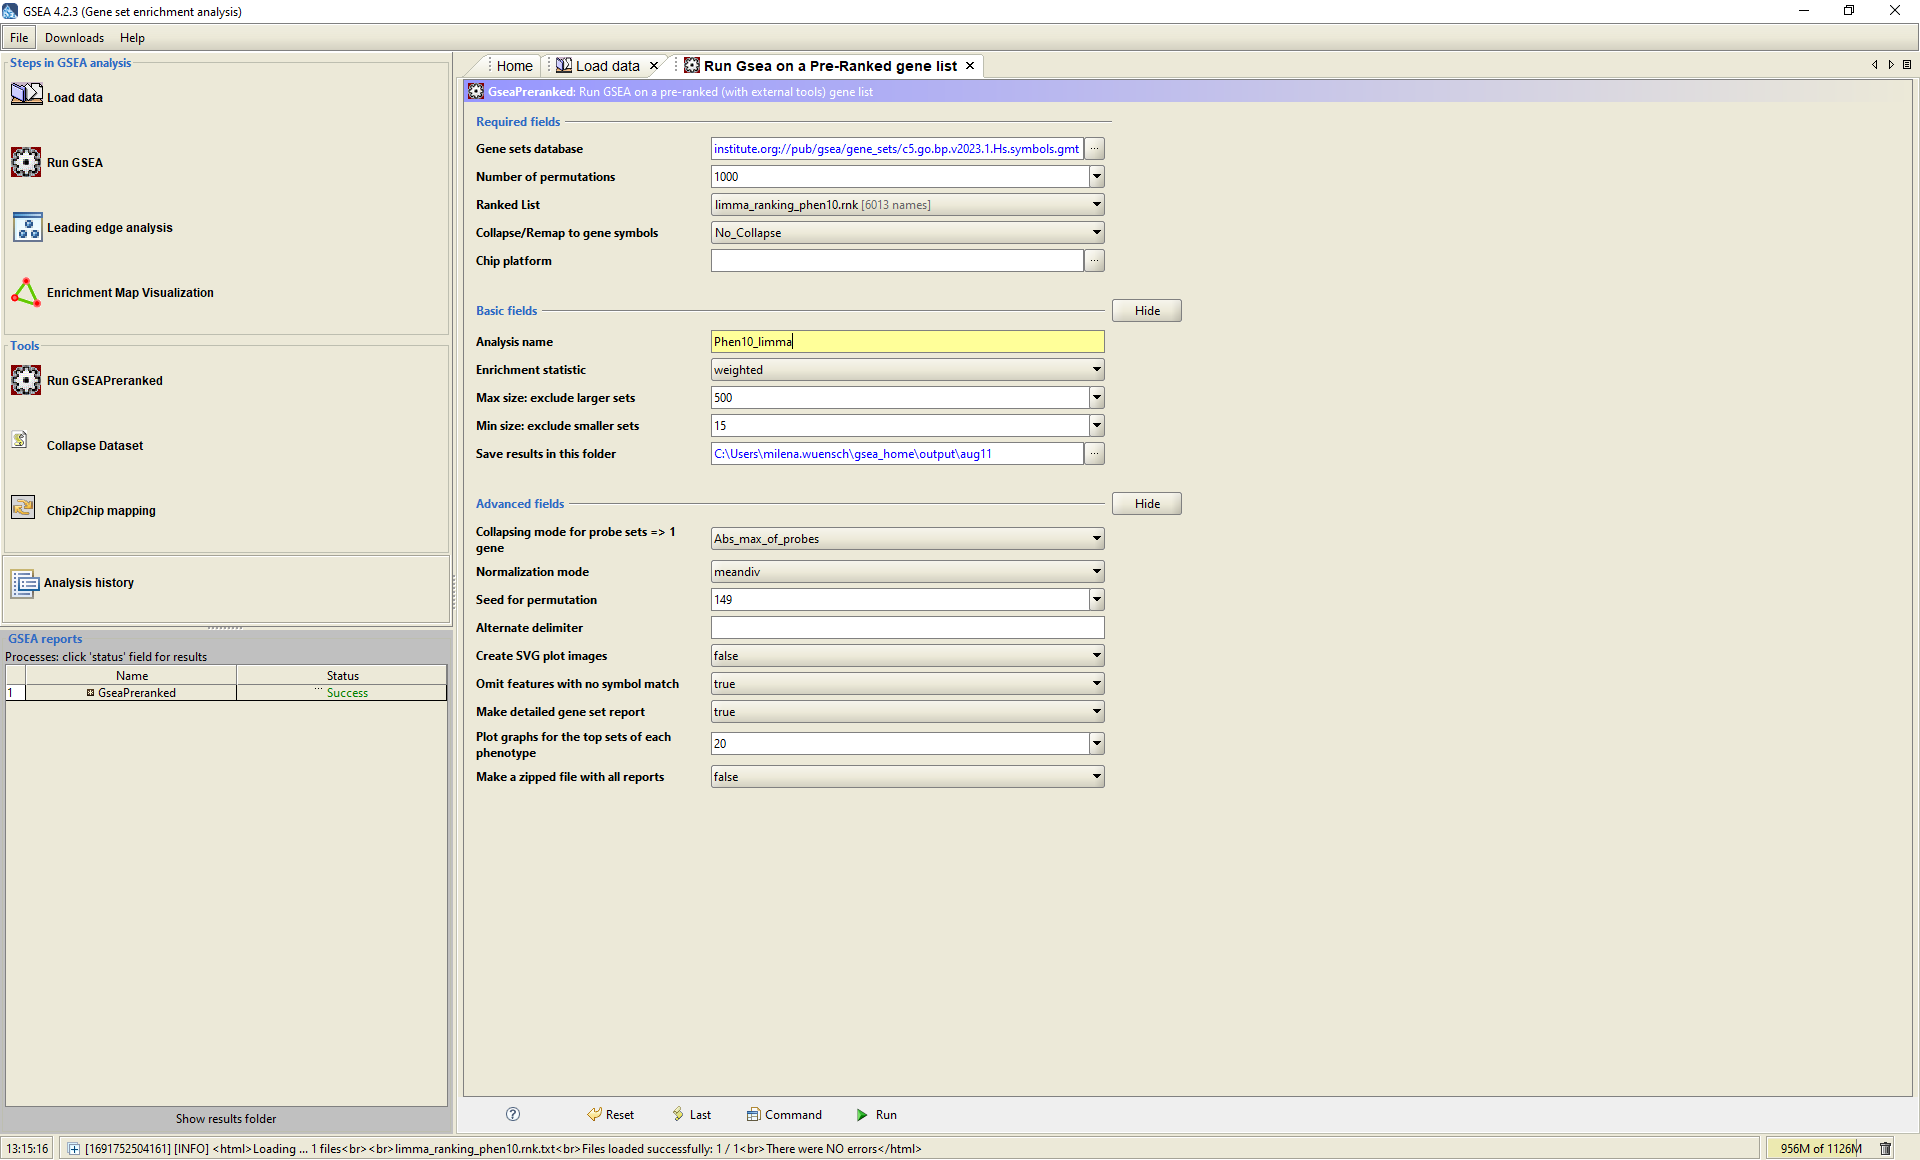 GSEA 4.2.3 (Gene set enrichment analysis)
File Downloads Help
Steps in GSEA analysis
Load data
Run GSEA
Leading edge analysis
Enrichment Map Visualization
Tools
Run GSEAPreranked
Collapse Dataset
Chip2Chip mapping
Analysis history
GSEA reports
Processes: click 'status' field for results
Name Status
1 GseaPreranked ... Success
Show results folder
Home Load data Run Gsea on a Pre-Ranked gene list
GseaPreranked: Run GSEA on a pre-ranked (with external tools) gene list
Required fields
Gene sets database institute.org://pub/gsea/gene_sets/c5.go.bp.v2023.1.Hs.symbols.gmt ...
Number of permutations 1000
Ranked List limma_ranking_phen10.rnk [6013 names]
Collapse/Remap to gene symbols No_Collapse
Chip platform ...
Basic fields Hide
Analysis name Phen10_limma
Enrichment statistic weighted
Max size: exclude larger sets 500
Min size: exclude smaller sets 15
Save results in this folder C:\Users\milena.wuensch\gsea_home\output\aug11 ...
Advanced fields Hide
Collapsing mode for probe sets => 1 gene Abs_max_of_probes
Normalization mode meandiv
Seed for permutation 149
Alternate delimiter
Create SVG plot images false
Omit features with no symbol match true
Make detailed gene set report true
Plot graphs for the top sets of each phenotype 20
Make a zipped file with all reports false
? Reset Last Command Run
13:15:16 [1691752504161] [INFO] <html>Loading ... 1 files<br><br>limma_ranking_phen10.rnk.txt<br>Files loaded successfully: 1 / 1<br>There were NO errors</html> 956M of 1126M